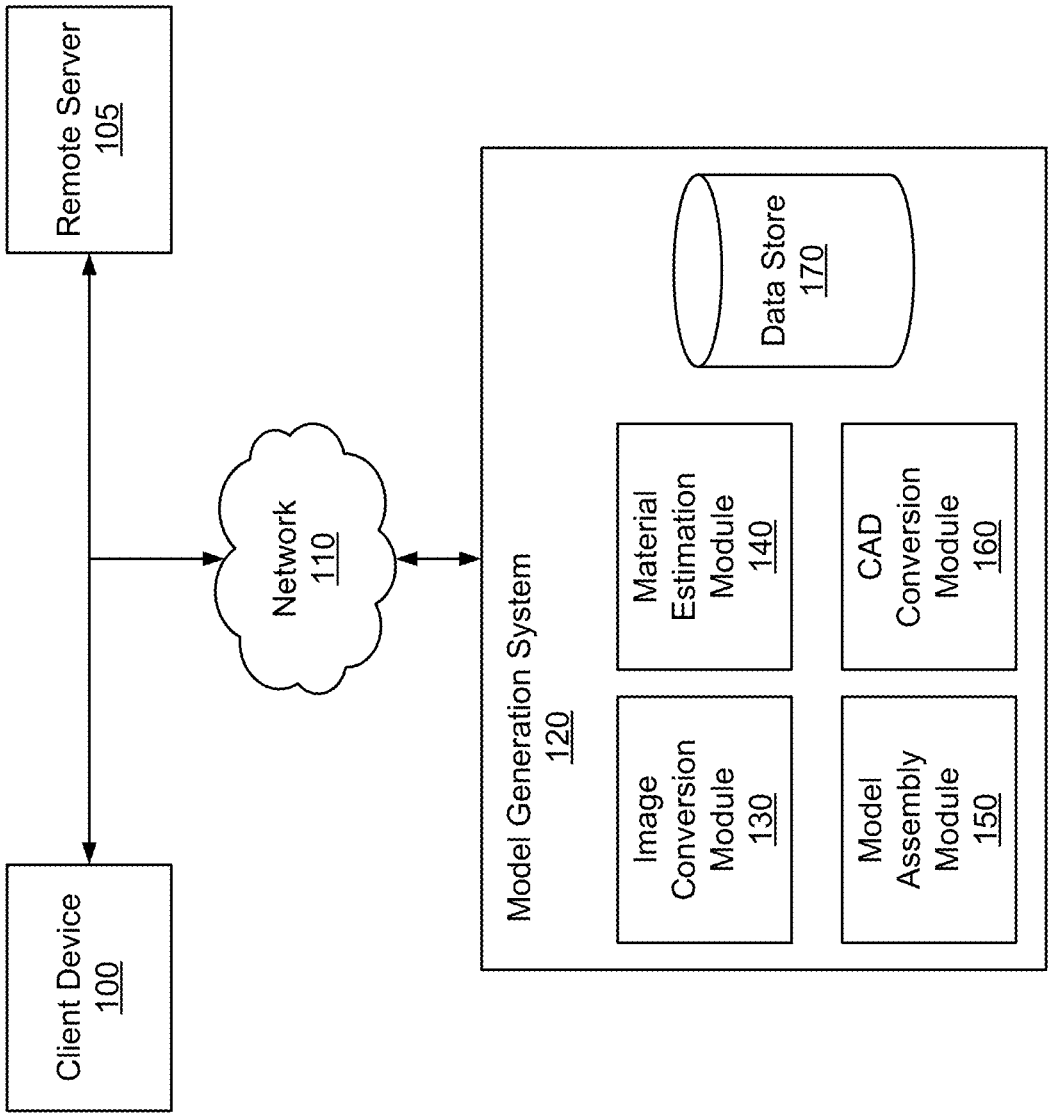 Client Device
100
Remote Server
105
Network
110
Model Generation System
120
Image
Conversion
Module
130
Material
Estimation
Module
140
Model
Assembly
Module
150
CAD
Conversion
Module
160
Data Store
170